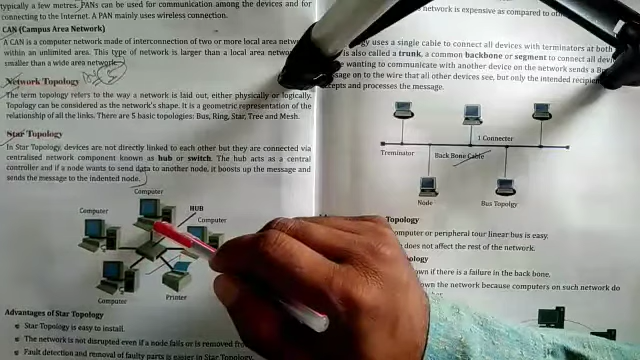 typically a few metres. PANs can be used for communication among the devices and for
connecting to the Internet. A PAN mainly uses wireless connection.
CAN (Campus Area Network)
A CAN is a computer network made of interconnection of two or more local area
within an unlimited area. This type of network is larger than a local area
smaller than a wide area network.
Network Topology
The term topology refers to the way a network is laid out, either physically or logically.
Topology can be considered as the network's shape. It is a geometric representation of the
relationship of all the links. There are 5 basic topologies: Bus, Ring, Star, Tree and Mesh.
Star Topology
In Star Topology, devices are not directly linked to each other but they are connected via
centralised network component known as hub or switch. The hub acts as a central
controller and if a node wants to send data to another node, it boosts up the message and
sends the message to the indented node.
Computer
Computer
HUB
Computer
Computer
Printer
Advantages of Star Topology
Star Topology is easy to install.
The network is not disrupted even if a node fails or is removed
Fault detection and removal of faulty parts is easier in Star Topology.
network is expensive as compared to
uses a single cable to connect all devices with terminators at both
is also called a trunk, a common backbone or segment to connect all
wanting to communicate with another device on the network sends a
on to the wire that all other devices see, but only the intended
and processes the message.
1 Connecter
Treminator
Back Bone Cable
Node
Bus Topolgy
Topology
computer or peripheral tour linear bus is easy.
does not affect the rest of the network.
if there is a failure in the back bone.
the network because computers on such network do